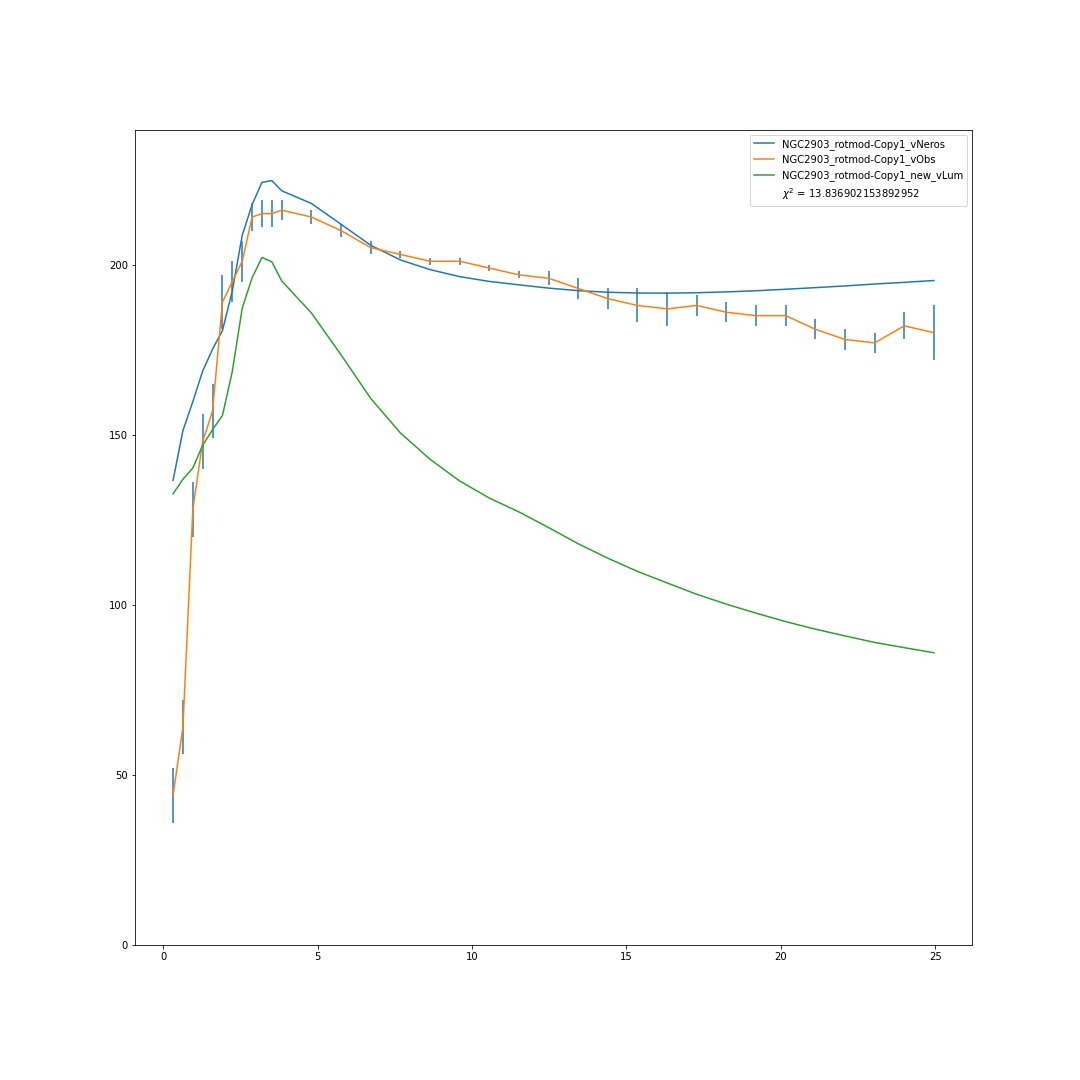 NGC2903_rotmod-Copy1_vNeros
NGC2903_rotmod-Copy1_vObs
NGC2903_rotmod-Copy1_new_vLum
χ² = 13.836902153892952
200
150
100
50
0
0 5 10 15 20 25